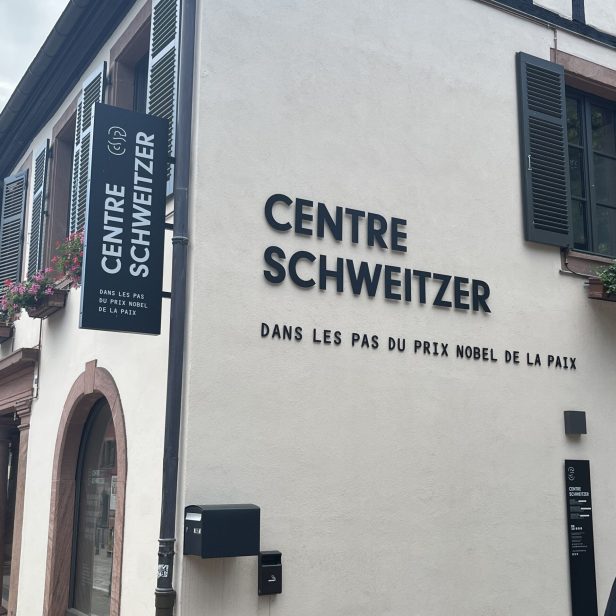 CENTRE
SCHWEITZER
DANS LES PAS
DU PRIX NOBEL
DE LA PAIX
CENTRE
SCHWEITZER
DANS LES PAS DU PRIX NOBEL DE LA PAIX
CENTRE
SCHWEITZER